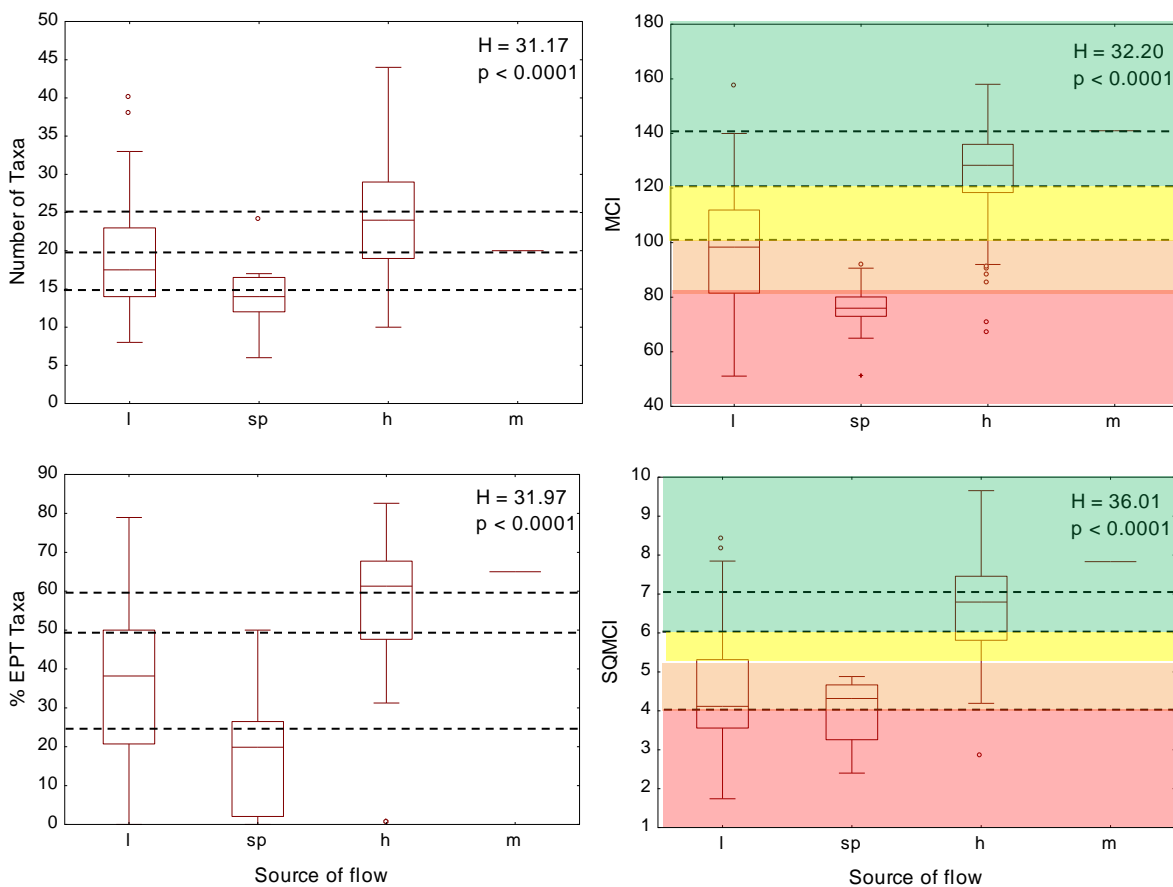 50
45
40
35
30
25
20
15
10
5
0
Number of Taxa
H = 31.17
p < 0.0001
l sp h m
180
160
140
120
100
80
60
40
MCI
H = 32.20
p < 0.0001
l sp h m
90
80
70
60
50
40
30
20
10
0
% EPT Taxa
H = 31.97
p < 0.0001
l sp h m
Source of flow
10
9
8
7
6
5
4
3
2
1
SQMCI
H = 36.01
p < 0.0001
l sp h m
Source of flow